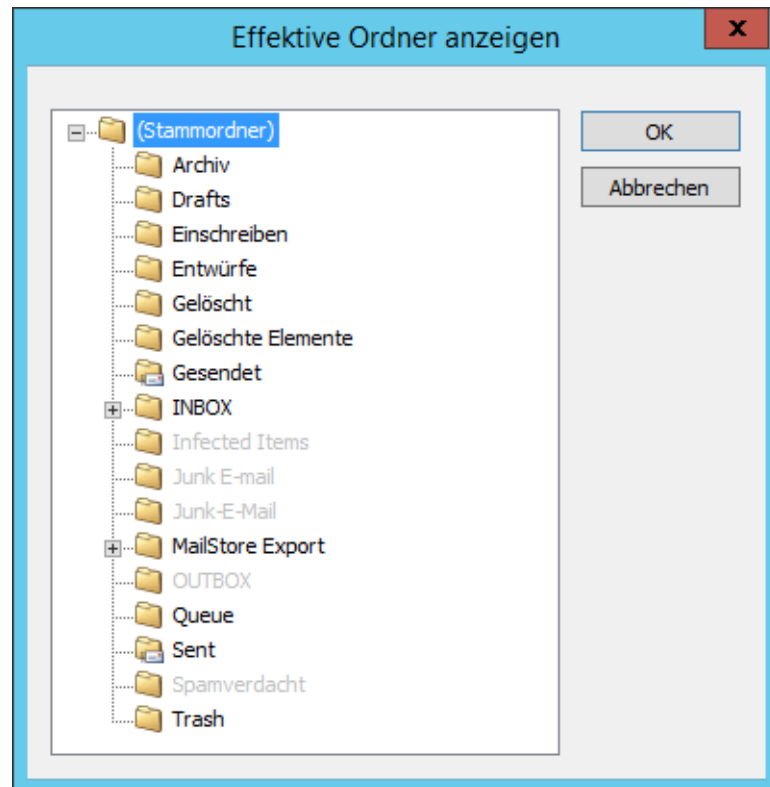 Effektive Ordner anzeigen
x
(Stammordner)
OK
Archiv
Abbrechen
Drafts
Einschreiben
Entwürfe
Gelöscht
Gelöschte Elemente
Gesendet
INBOX
Infected Items
Junk E-mail
Junk-E-Mail
MailStore Export
OUTBOX
Queue
Sent
Spamverdacht
Trash